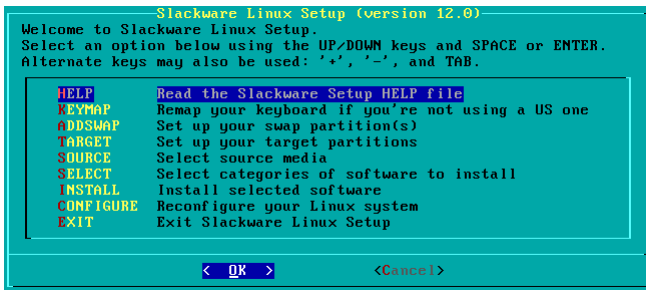 Slackware Linux Setup (version 12.0)
Welcome to Slackware Linux Setup.
Select an option below using the UP/DOWN keys and SPACE or ENTER.
Alternate keys may also be used: '+', '-', and TAB.
HELP Read the Slackware Setup HELP file
KEYMAP Remap your keyboard if you're not using a US one
ADDSWAP Set up your swap partition(s)
TARGET Set up your target partitions
SOURCE Select source media
SELECT Select categories of software to install
INSTALL Install selected software
CONFIGURE Reconfigure your Linux system
EXIT Exit Slackware Linux Setup
< OK > <Cancel>